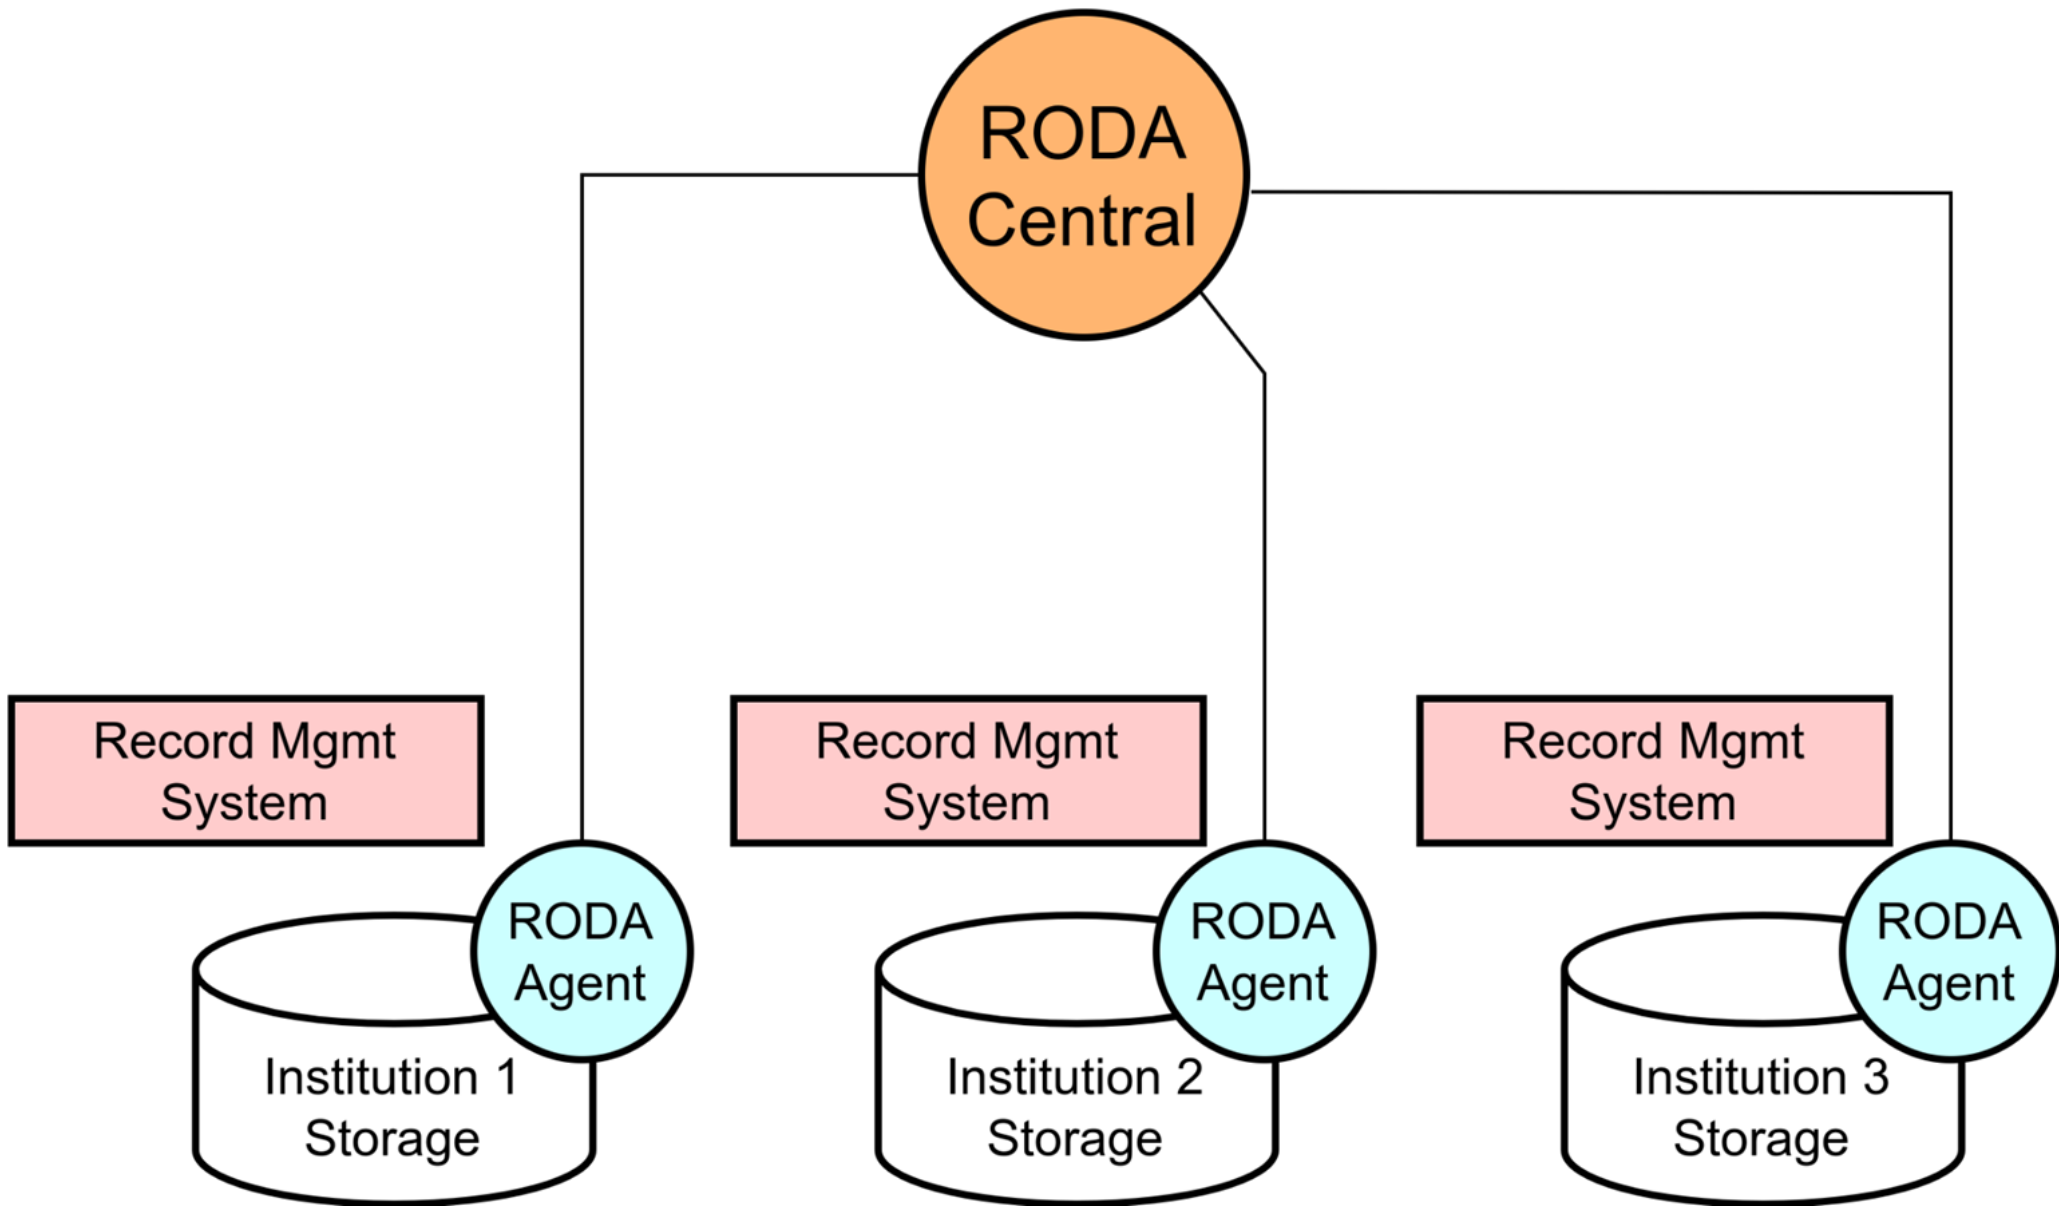 RODA
Central
Record Mgmt
System
Record Mgmt
System
Record Mgmt
System
RODA
Agent
RODA
Agent
RODA
Agent
Institution 1
Storage
Institution 2
Storage
Institution 3
Storage